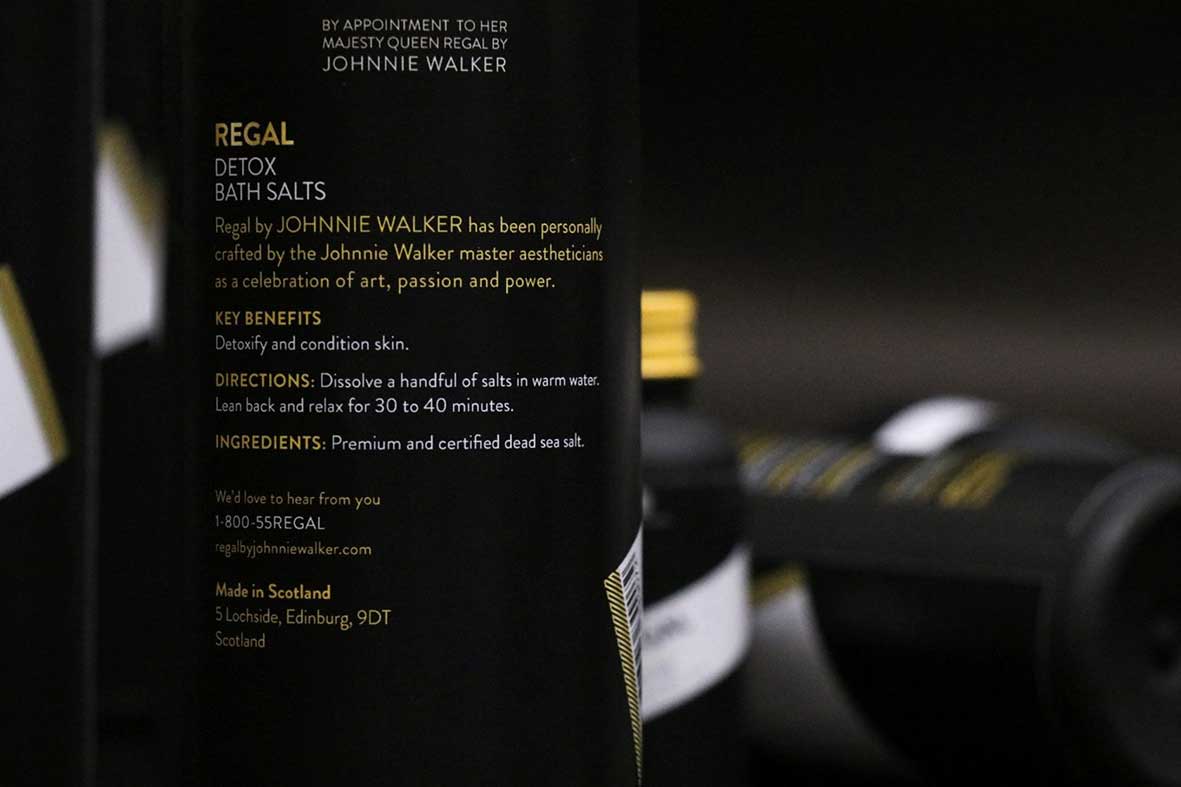 BY APPOINTMENT TO HER
MAJESTY QUEEN REGAL BY
JOHNNIE WALKER
REGAL
DETOX
BATH SALTS
Regal by JOHNNIE WALKER has been personally
crafted by the Johnnie Walker master aestheticians
as a celebration of art, passion and power.
KEY BENEFITS
Detoxify and condition skin.
DIRECTIONS: Dissolve a handful of salts in warm water.
Lean back and relax for 30 to 40 minutes.
INGREDIENTS: Premium and certified dead sea salt.
We'd love to hear from you
1-800-55REGAL
regalbyjohnniewalker.com
Made in Scotland
5 Lochside, Edinburg, 9DT
Scotland